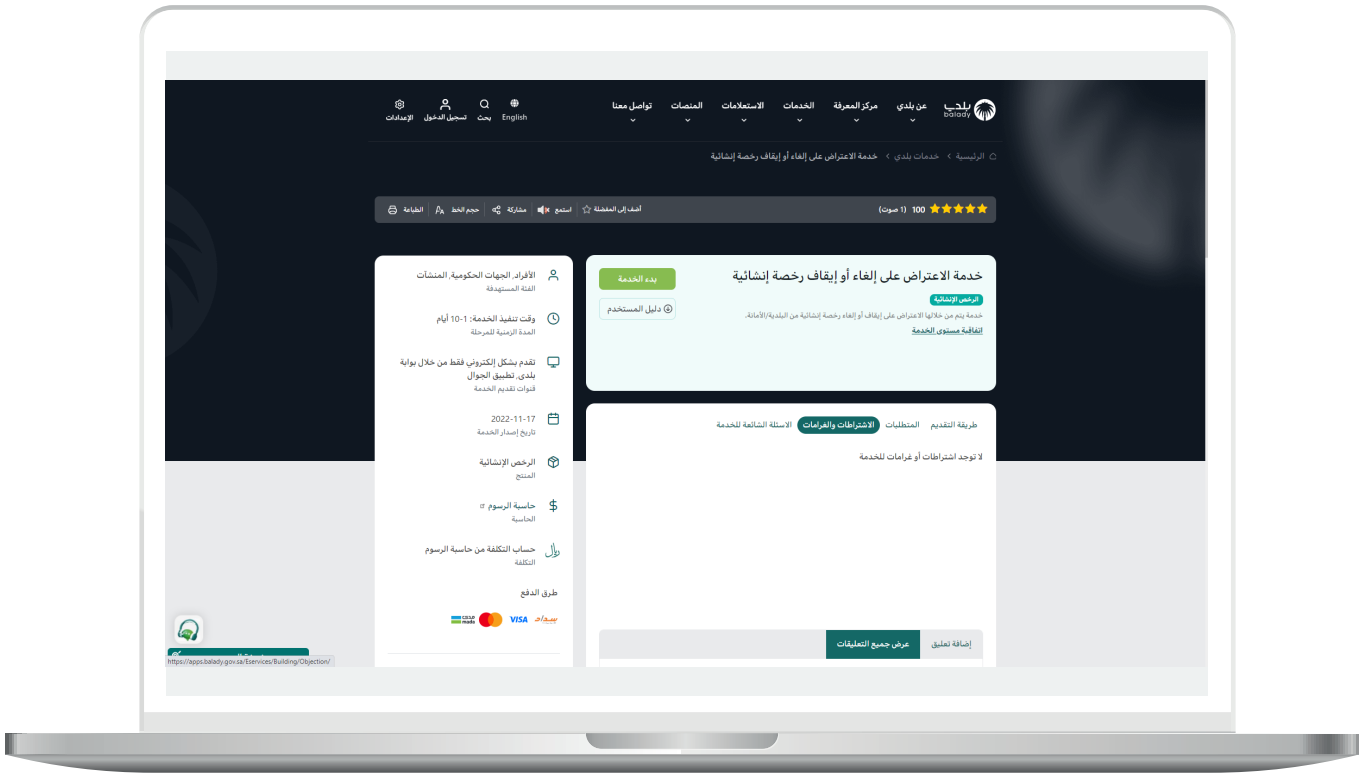 بلدي
balady
عن بلدي
مركز المعرفة
الخدمات
الاستعلامات
المنصات
تواصل معنا
English
بحث
تسجيل الدخول
الإعدادات
الرئيسية > خدمات بلدي > خدمة الاعتراض على إلغاء أو إيقاف رخصة إنشائية
100 (1 صوت)
أضف إلى المفضلة
استمع
مشاركة
حجم الخط
الطباعة
خدمة الاعتراض على إلغاء أو إيقاف رخصة إنشائية
الرخص الإنشائية
خدمة يتم من خلالها الاعتراض على إيقاف أو إلغاء رخصة إنشائية من البلدية/الأمانة.
اتفاقية مستوى الخدمة
بدء الخدمة
دليل المستخدم
طريقة التقديم
المتطلبات
الاشتراطات والغرامات
الاسئلة الشائعة للخدمة
لا توجد اشتراطات أو غرامات للخدمة
إضافة تعليق
عرض جميع التعليقات
الأفراد, الجهات الحكومية, المنشآت
الفئة المستهدفة
وقت تنفيذ الخدمة: 1-10 أيام
المدة الزمنية للمرحلة
تقدم بشكل إلكتروني فقط من خلال بوابة
بلدي, تطبيق الجوال
قنوات تقديم الخدمة
2022-11-17
تاريخ إصدار الخدمة
الرخص الإنشائية
المنتج
حاسبة الرسوم
الحاسبة
ريال
حساب التكلفة من حاسبة الرسوم
التكلفة
طرق الدفع
سداد
VISA
مدى
mada
https://apps.balady.gov.sa/Eservices/Building/Objection/